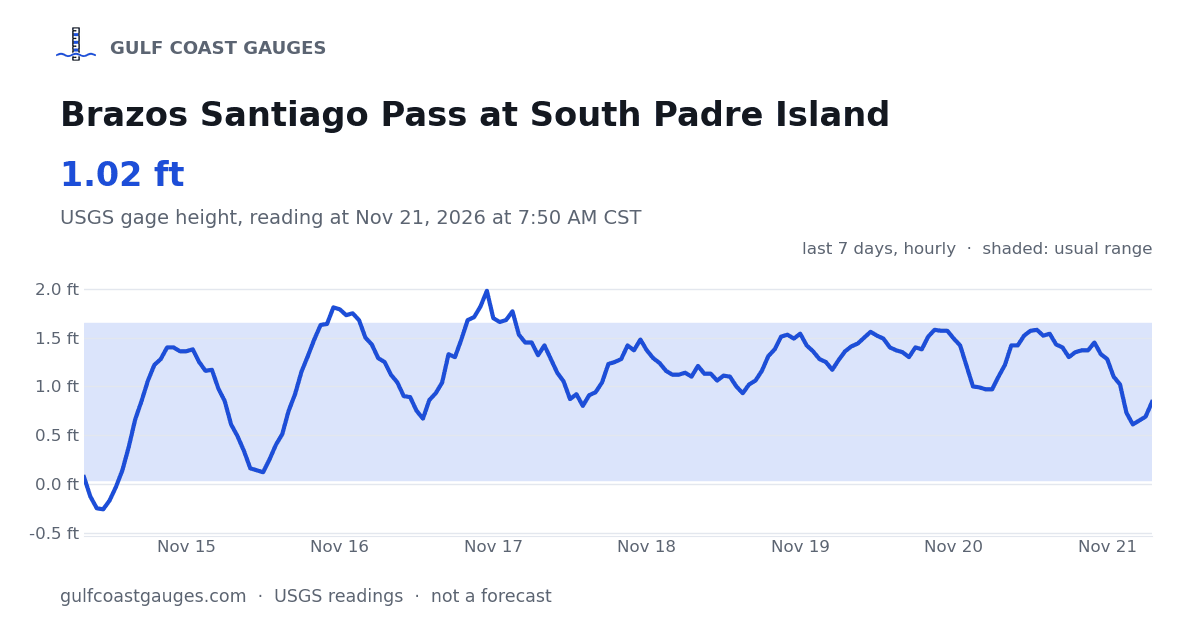 GULF COAST GAUGES
Brazos Santiago Pass at South Padre Island
1.02 ft
USGS gage height, reading at Nov 21, 2026 at 7:50 AM CST
last 7 days, hourly · shaded: usual range
2.0 ft
1.5 ft
1.0 ft
0.5 ft
0.0 ft
-0.5 ft
Nov 15 Nov 16 Nov 17 Nov 18 Nov 19 Nov 20 Nov 21
gulfcoastgauges.com · USGS readings · not a forecast